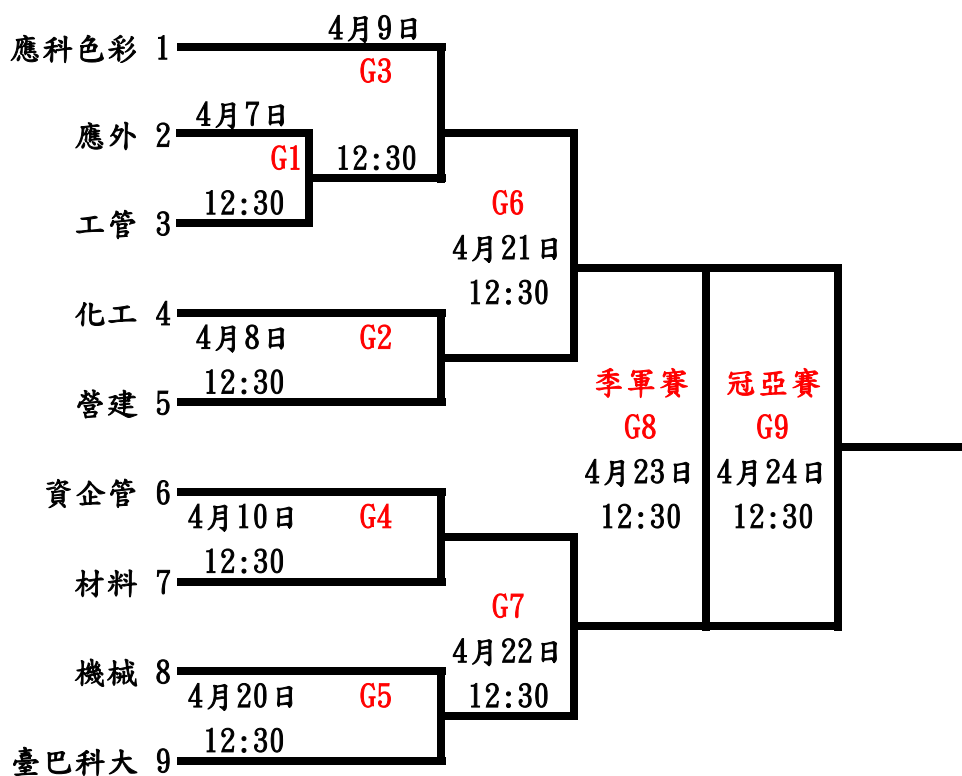 4月9日
應科色彩 1
G3
4月7日
應外 2
G1
12:30
12:30
工管 3
G6
4月21日
12:30
化工 4
4月8日
G2
12:30
營建 5
季軍賽
G8
4月23日
12:30
冠亞賽
G9
4月24日
12:30
資企管 6
4月10日
G4
12:30
材料 7
G7
4月22日
12:30
機械 8
4月20日
G5
12:30
臺巴科大 9